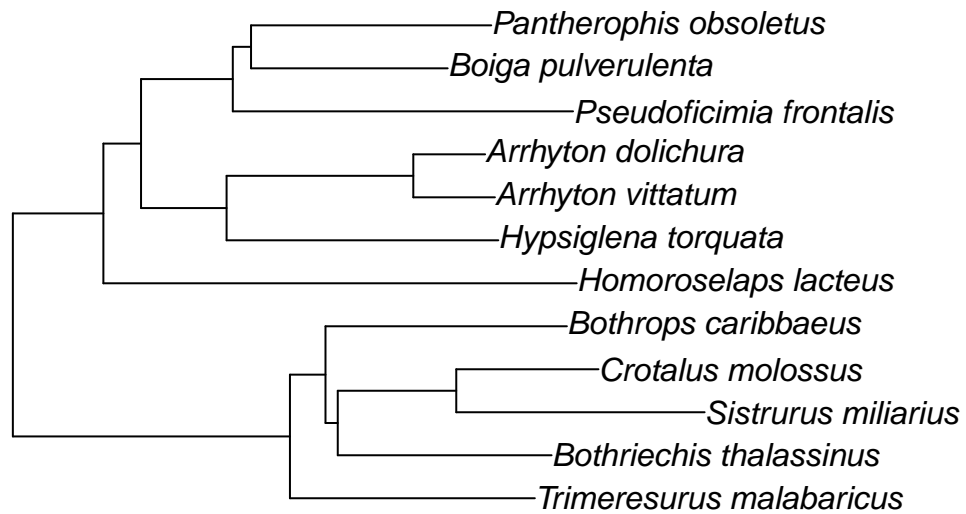 Pantherophis obsoletus
Boiga pulverulenta
Pseudoficimia frontalis
Arrhyton dolichura
Arrhyton vittatum
Hypsiglena torquata
Homoroselaps lacteus
Bothrops caribbaeus
Crotalus molossus
Sistrurus miliarius
Bothriechis thalassinus
Trimeresurus malabaricus